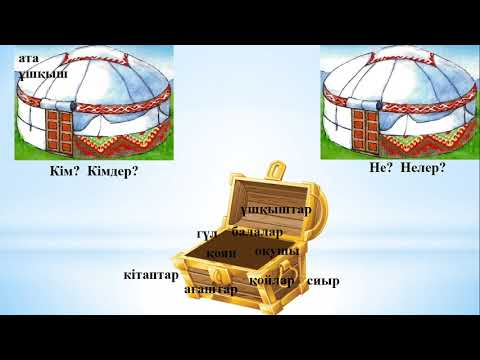 ата
ұшқыш
Кім? Кімдер?
Не? Нелер?
ұшқыштар
гүл
балалар
қоян
оқушы
кітаптар
ағаштар
қойлар
сиыр